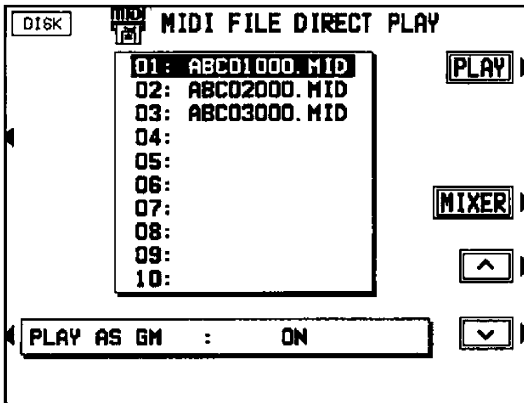 DISK
MIDI MIDI FILE DIRECT PLAY
01: ABC01000.MID
PLAY
02: ABC02000.MID
03: ABC03000.MID
04:
05:
06:
07:
MIXER
08:
09:
10:
PLAY AS GM : ON